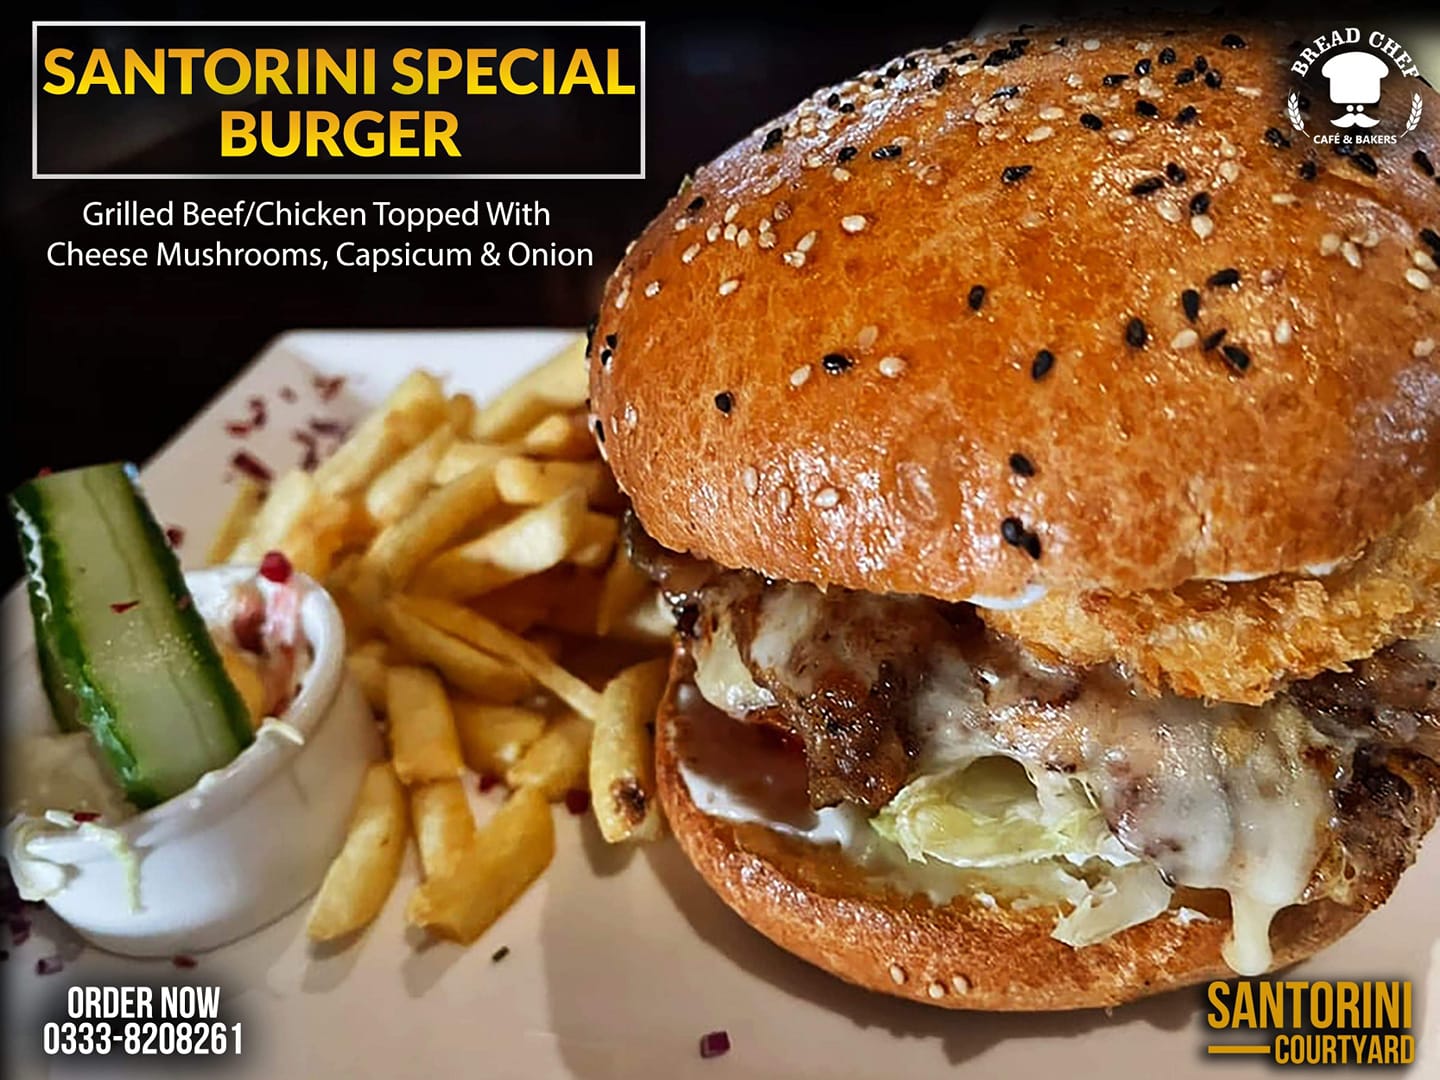 SANTORINI SPECIAL
BURGER
Grilled Beef/Chicken Topped With
Cheese Mushrooms, Capsicum & Onion
BREAD CHEF
CAFÉ & BAKERS
ORDER NOW
0333-8208261
SANTORINI
COURTYARD